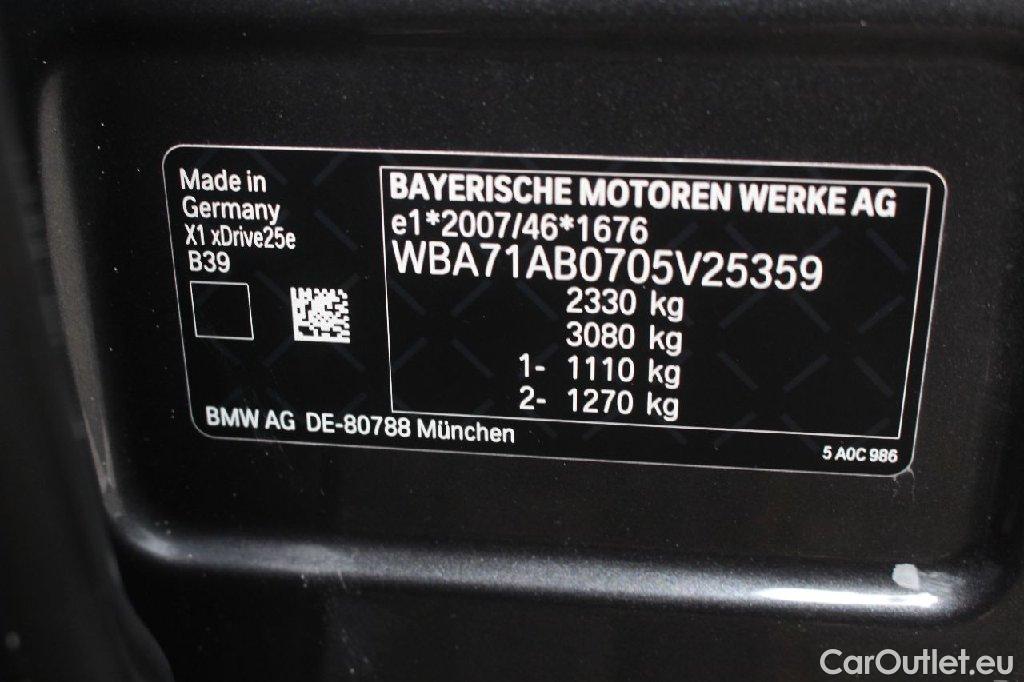 Made in
Germany
X1 xDrive25e
B39
BMW AG DE-80788 München
BAYERISCHE MOTOREN WERKE AG
e1*2007/46*1676
WBA71AB0705V25359
2330 kg
3080 kg
1- 1110 kg
2- 1270 kg
5 A0C 986
CarOutlet.eu